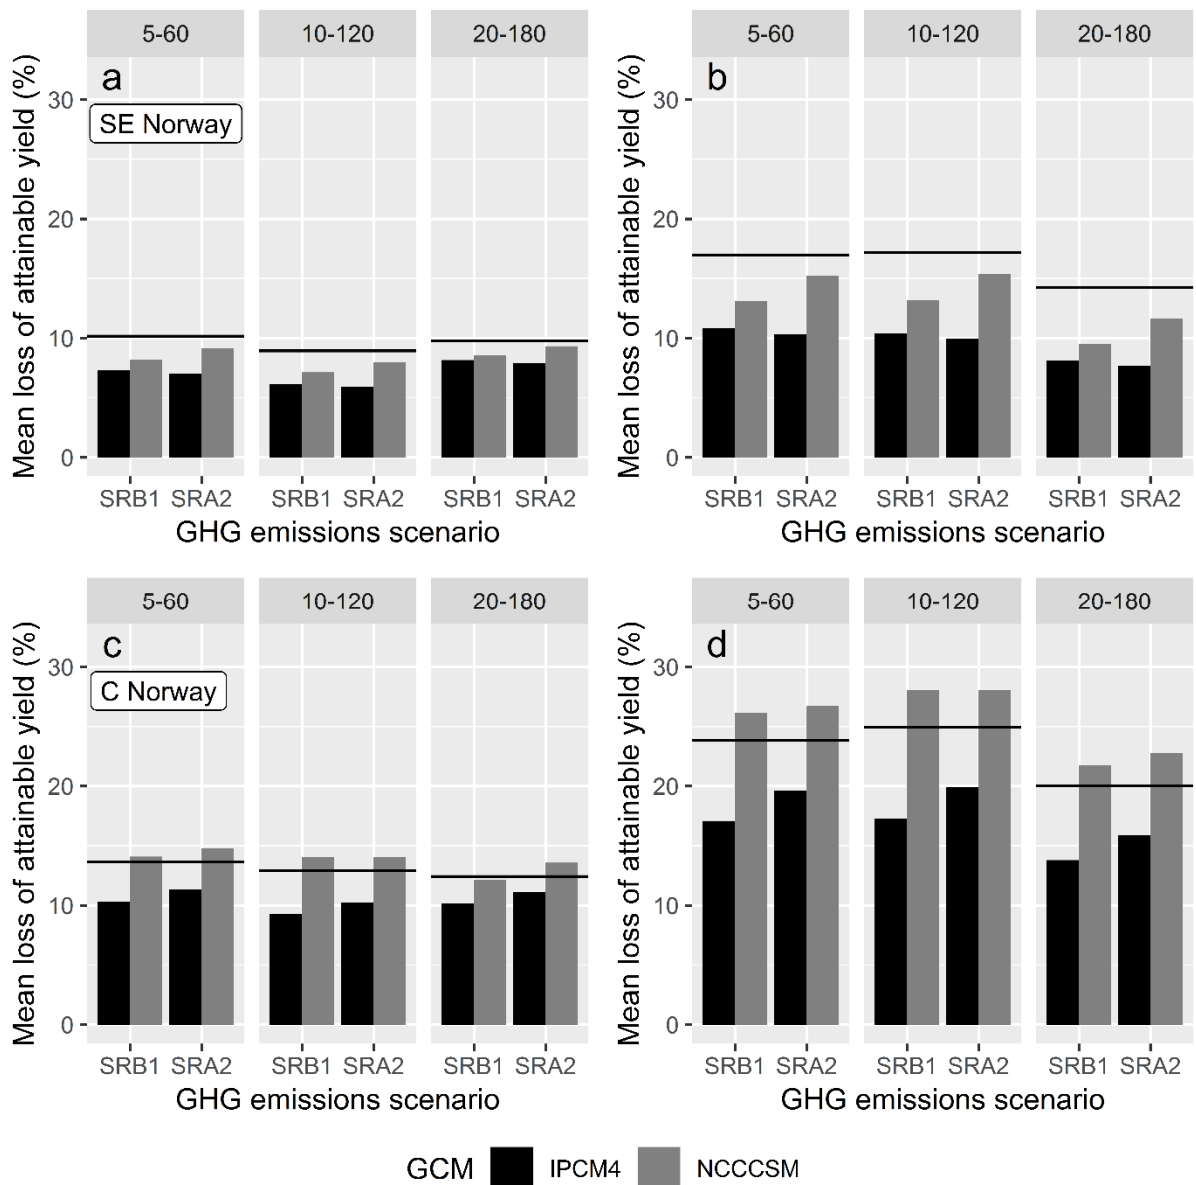 5-60 10-120 20-180
a
SE Norway
Mean loss of attainable yield (%)
30
20
10
0
SRB1 SRA2 SRB1 SRA2 SRB1 SRA2
GHG emissions scenario
5-60 10-120 20-180
b
Mean loss of attainable yield (%)
30
20
10
0
SRB1 SRA2 SRB1 SRA2 SRB1 SRA2
GHG emissions scenario
5-60 10-120 20-180
c
C Norway
Mean loss of attainable yield (%)
30
20
10
0
SRB1 SRA2 SRB1 SRA2 SRB1 SRA2
GHG emissions scenario
5-60 10-120 20-180
d
Mean loss of attainable yield (%)
30
20
10
0
SRB1 SRA2 SRB1 SRA2 SRB1 SRA2
GHG emissions scenario
GCM IPCM4 NCCCSM